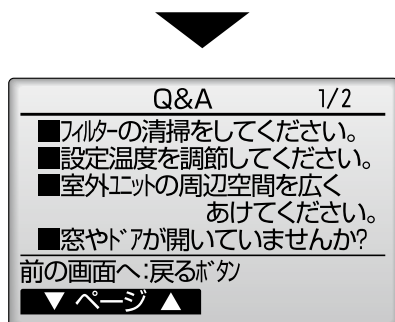 Q&A 1/2
■フィルターの清掃をしてください。
■設定温度を調節してください。
■室外ユニットの周辺空間を広く
あけてください。
■窓やドアが開いていませんか?
前の画面へ:戻るボタン
▼ ページ ▲